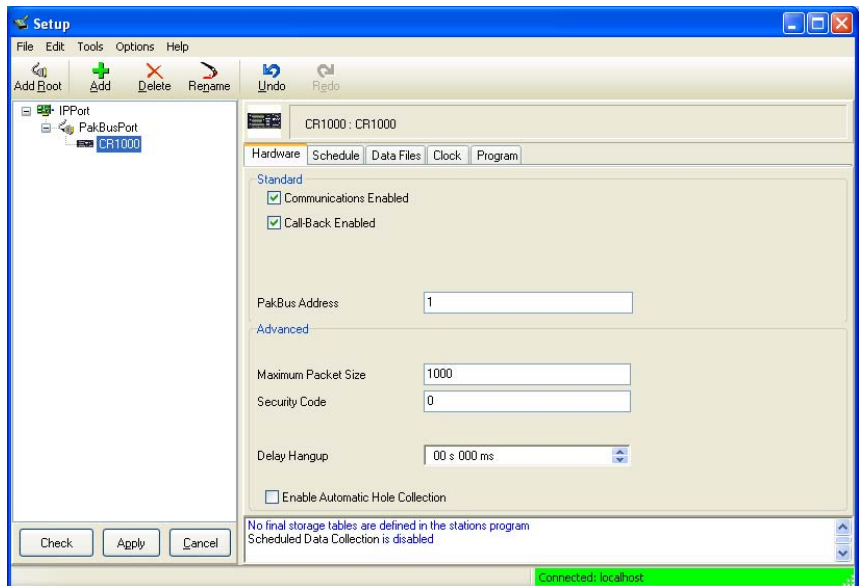 Setup
File Edit Tools Options Help
Add Root Add Delete Rename Undo Redo
IPPort
PakBusPort
CR1000
CR1000 : CR1000
Hardware Schedule Data Files Clock Program
Standard
Communications Enabled
Call-Back Enabled
PakBus Address 1
Advanced
Maximum Packet Size 1000
Security Code 0
Delay Hangup 00 s 000 ms
Enable Automatic Hole Collection
No final storage tables are defined in the stations program
Scheduled Data Collection is disabled
Check Apply Cancel
Connected: localhost